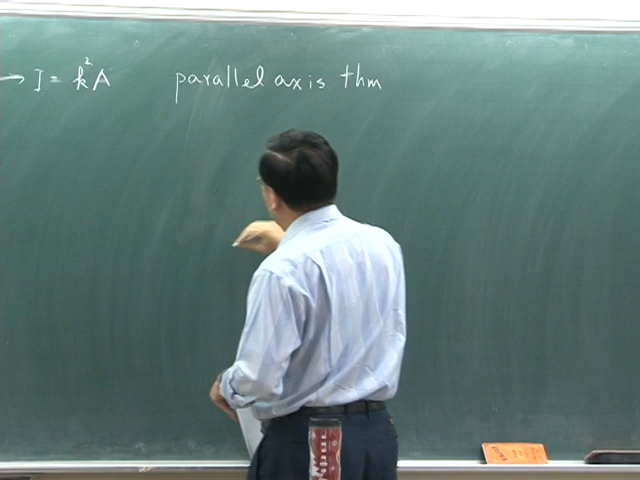 → I = k²A parallel axis thm